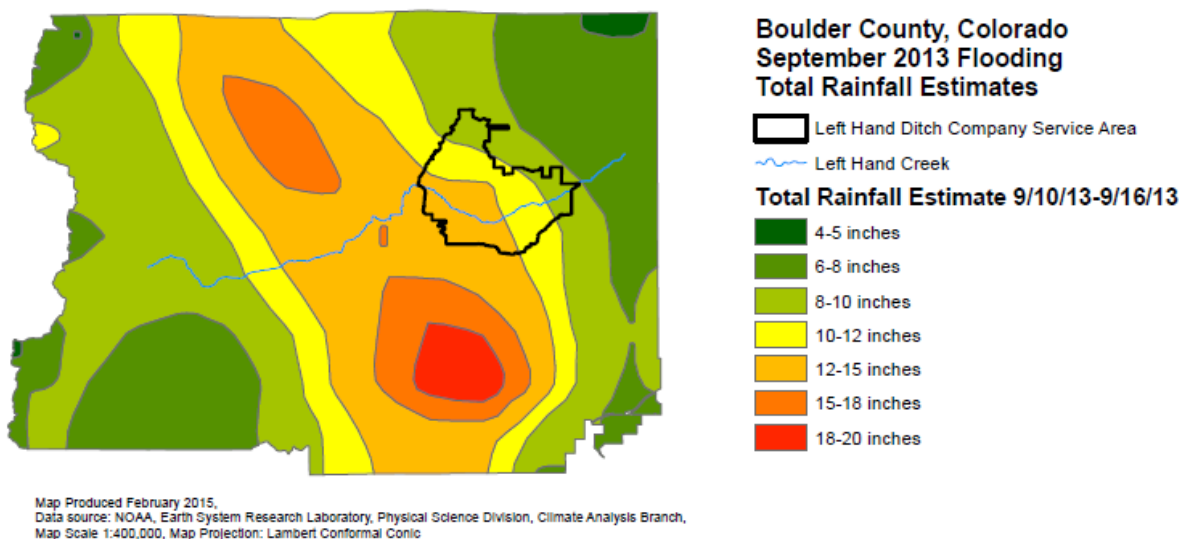 Boulder County, Colorado
September 2013 Flooding
Total Rainfall Estimates
Left Hand Ditch Company Service Area
Left Hand Creek
Total Rainfall Estimate 9/10/13-9/16/13
4-5 inches
6-8 inches
8-10 inches
10-12 inches
12-15 inches
15-18 inches
18-20 inches
Map Produced February 2015,
Data source: NOAA, Earth System Research Laboratory, Physical Science Division, Climate Analysis Branch,
Map Scale 1:400,000, Map Projection: Lambert Conformal Conic